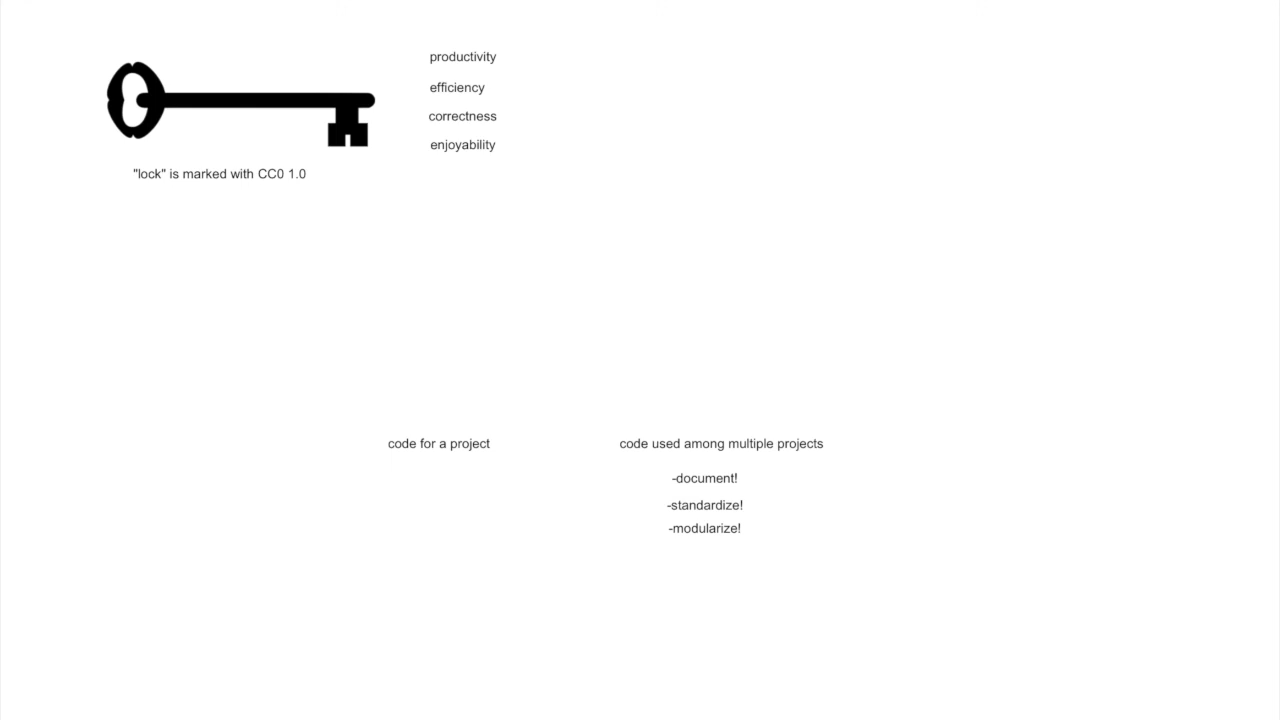 productivity
efficiency
correctness
enjoyability
"lock" is marked with CC0 1.0
code for a project
code used among multiple projects
-document!
-standardize!
-modularize!